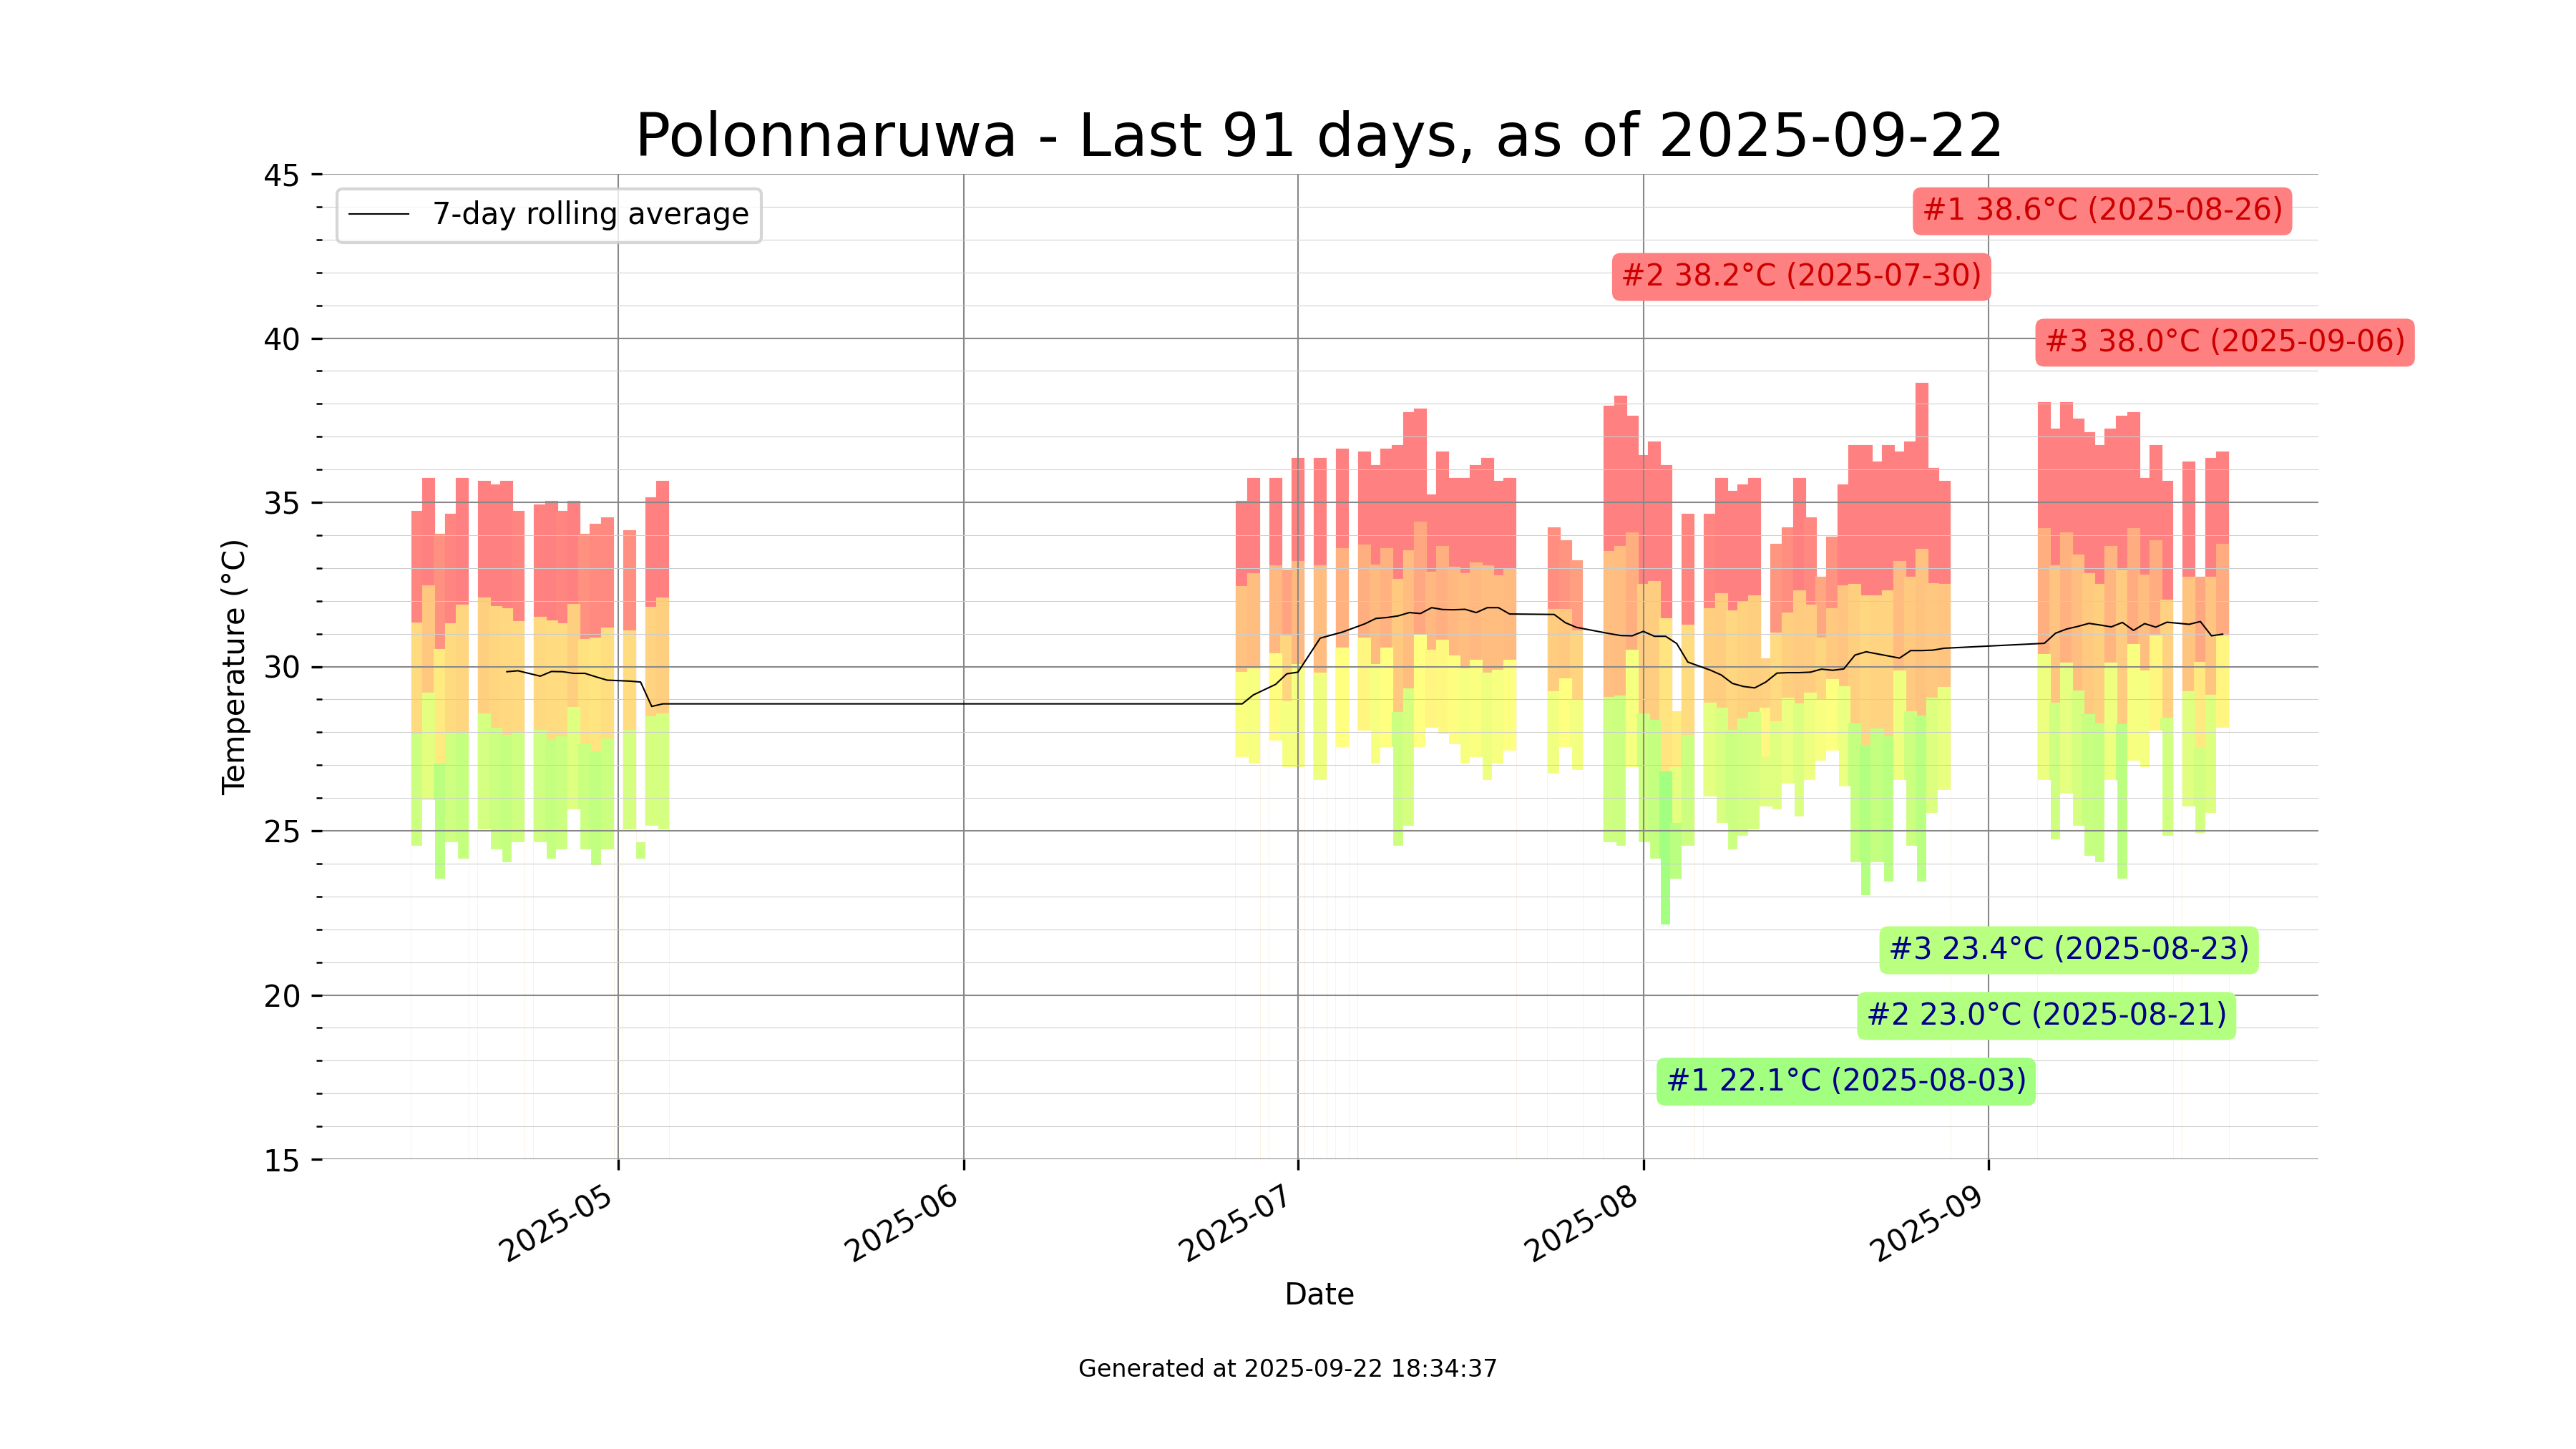 Polonnaruwa - Last 91 days, as of 2025-09-22
7-day rolling average
#1 38.6°C (2025-08-26)
#2 38.2°C (2025-07-30)
#3 38.0°C (2025-09-06)
#3 23.4°C (2025-08-23)
#2 23.0°C (2025-08-21)
#1 22.1°C (2025-08-03)
Temperature (°C)
45
40
35
30
25
20
15
2025-05
2025-06
2025-07
2025-08
2025-09
Date
Generated at 2025-09-22 18:34:37